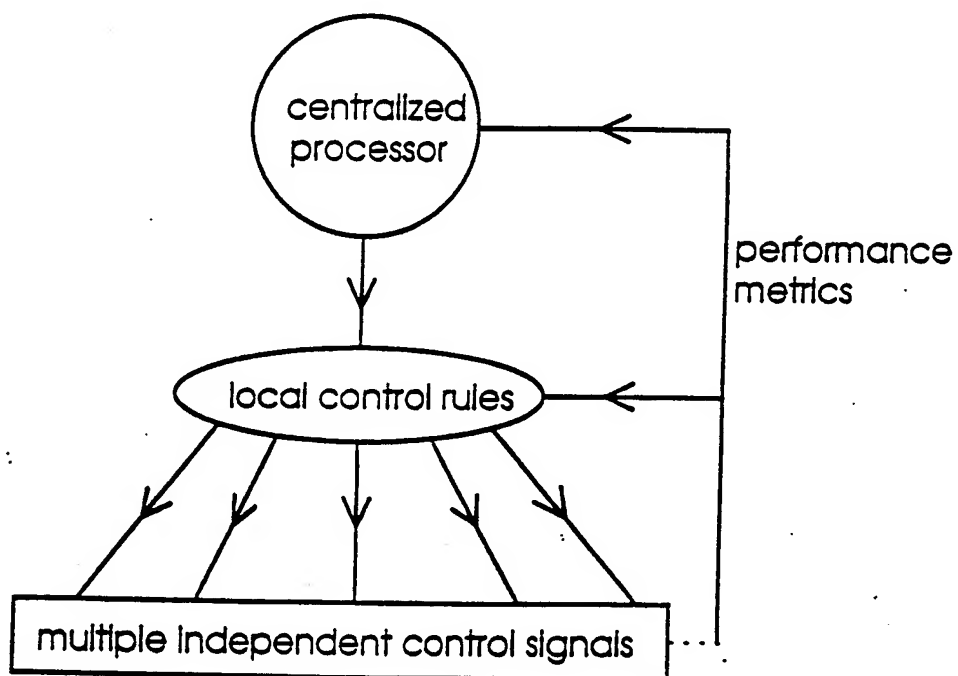 centralized
processor
performance
metrics
local control rules
multiple independent control signals